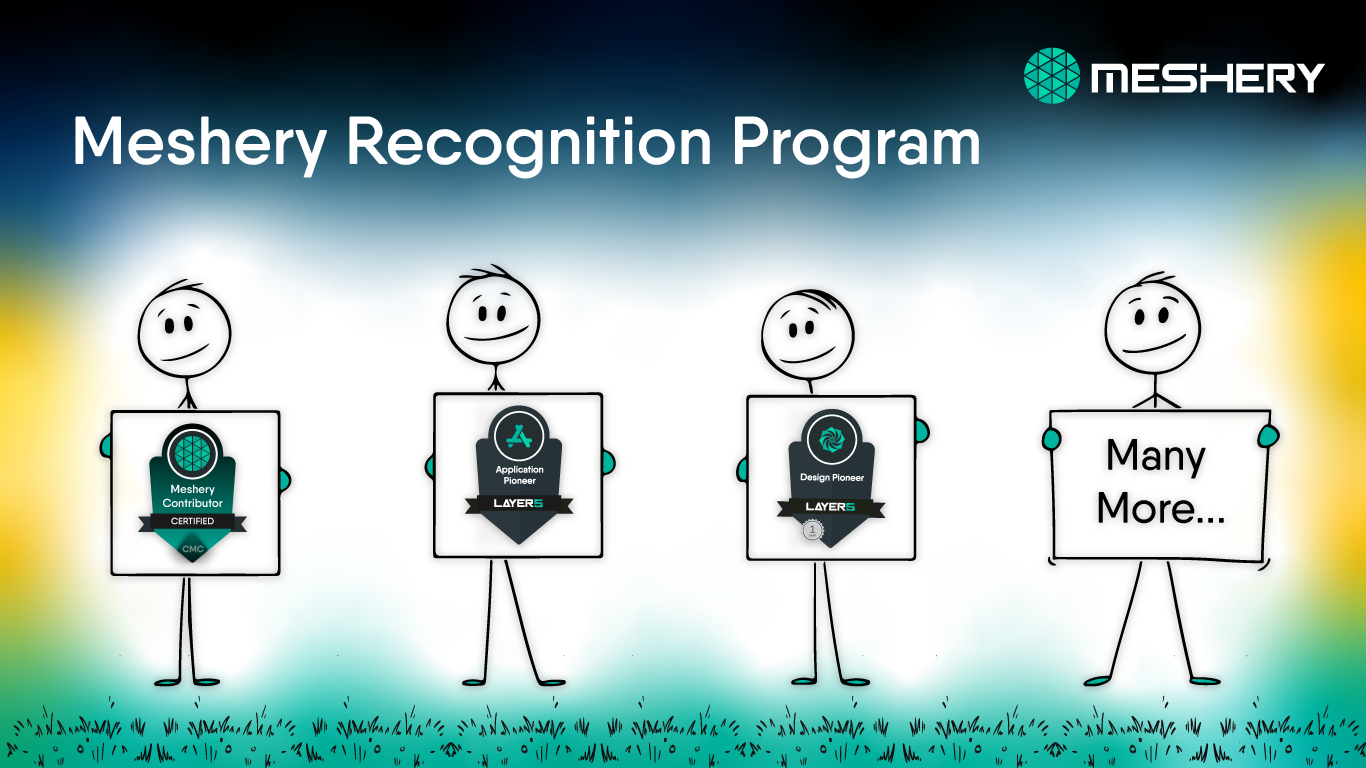 MESHERY
Meshery Recognition Program
Meshery
Contributor
CERTIFIED
CMC
Application
Pioneer
LAYER5
Design Pioneer
LAYER5
1
Many
More...